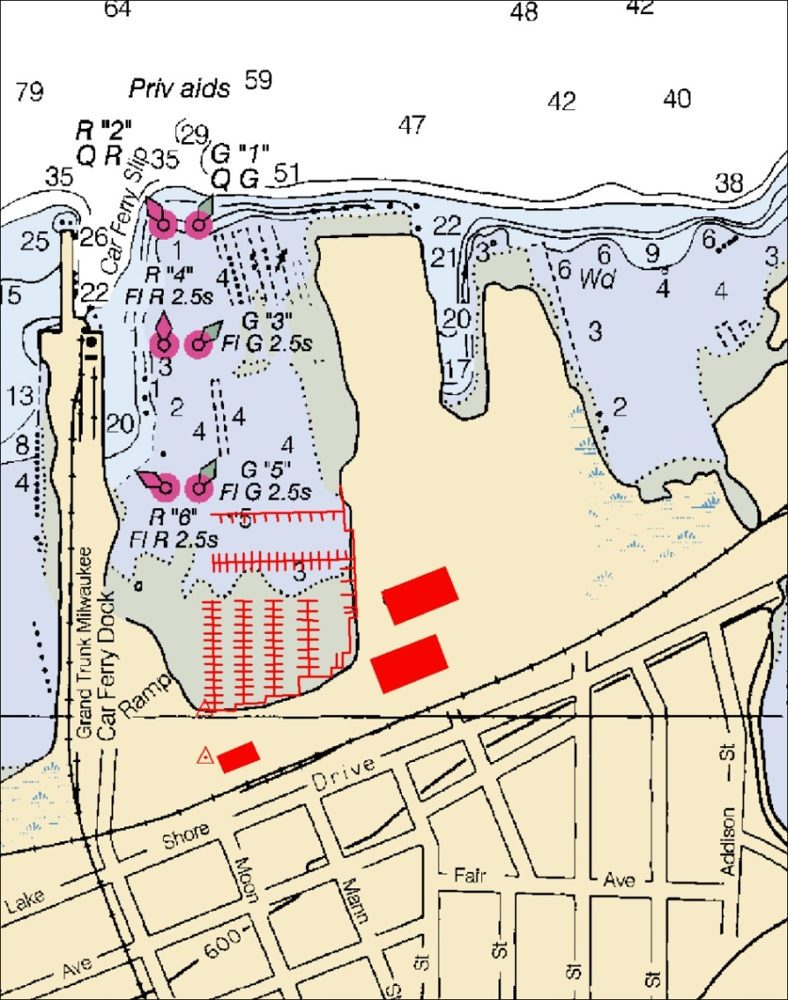 64
48
42
79
Priv aids
59
42
40
47
R "2"
Q R
29
35
G "1"
Q G
51
35
38
Car Ferry Slip
25
26
22
6
1
21
3
6
6
9
3
15
R "4"
Fl R 2.5s
4
22
Wd
4
4
20
G "3"
Fl G 2.5s
3
3
17
1
13
2
4
2
20
4
4
8
4
G "5"
Fl G 2.5s
R "6"
Fl R 2.5s
5
3
Grand Trunk Milwaukee
Car Ferry Dock
Ramp
Drive
St
Shore
Addison
Lake
Moon
Mann
Fair
Ave
600
Ave
St
St
St
St